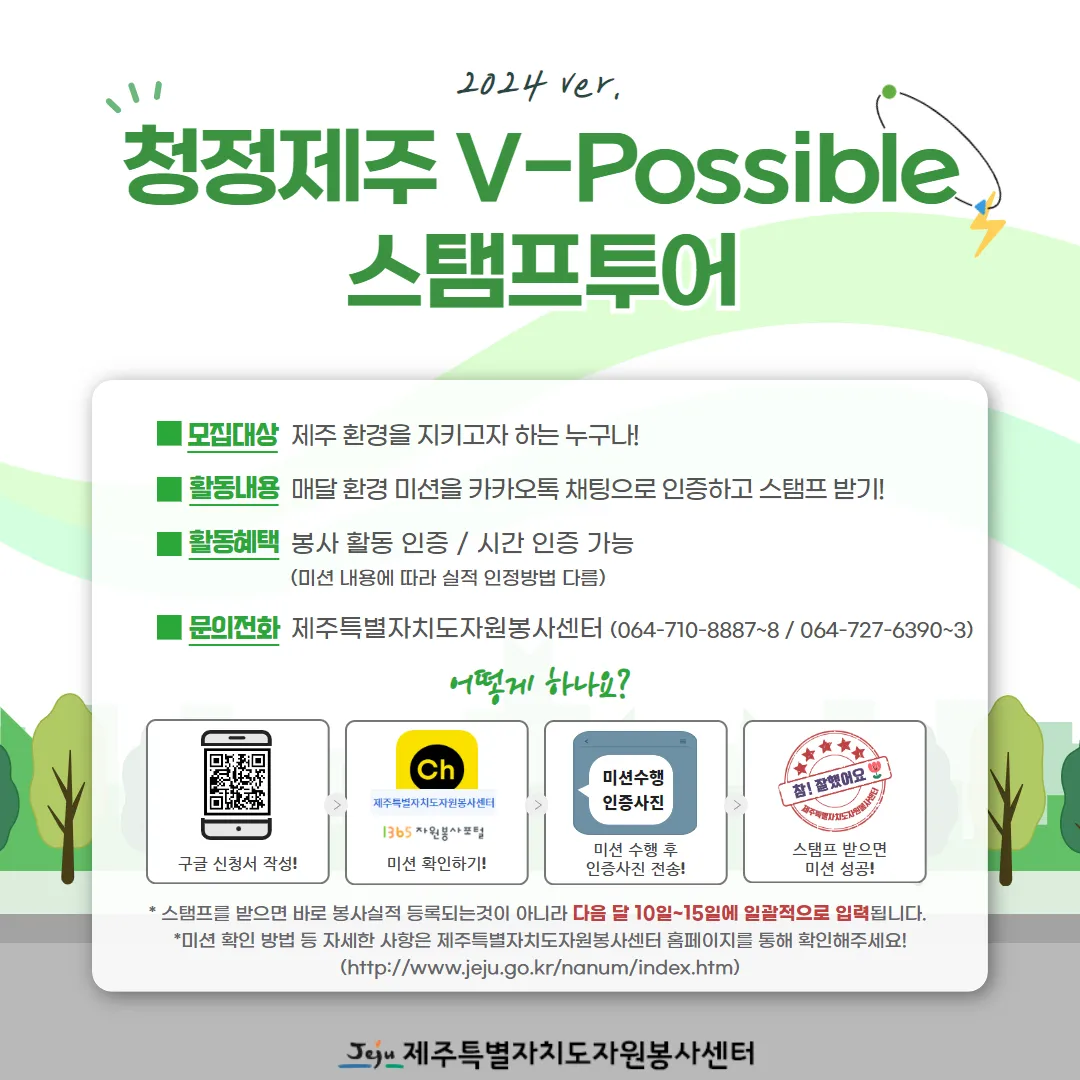 2024 ver.
청정제주 V-Possible
스탬프투어
모집대상 제주 환경을 지키고자 하는 누구나!
활동내용 매달 환경 미션을 카카오톡 채팅으로 인증하고 스탬프 받기!
활동혜택 봉사 활동 인증 / 시간 인증 가능
(미션 내용에 따라 실적 인정방법 다름)
문의전화 제주특별자치도자원봉사센터 (064-710-8887~8 / 064-727-6390~3)
어떻게 하나요?
구글 신청서 작성!
Ch
제주특별자치도자원봉사센터
1365 자원봉사포털
미션 확인하기!
미션수행
인증사진
미션 수행 후
인증사진 전송!
참! 잘했어요
제주특별자치도자원봉사센터
스탬프 받으면
미션 성공!
* 스탬프를 받으면 바로 봉사실적 등록되는것이 아니라 다음 달 10일~15일에 일괄적으로 입력됩니다.
*미션 확인 방법 등 자세한 사항은 제주특별자치도자원봉사센터 홈페이지를 통해 확인해주세요!
(http://www.jeju.go.kr/nanum/index.htm)
Jeju 제주특별자치도자원봉사센터